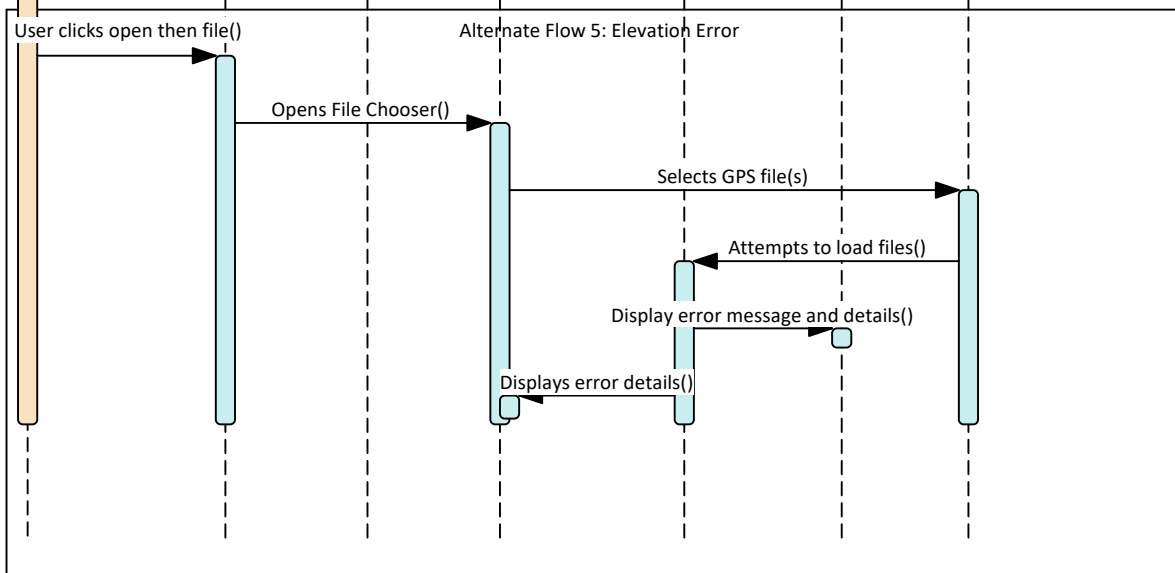 User clicks open then file()
Alternate Flow 5: Elevation Error
Opens File Chooser()
Selects GPS file(s)
Attempts to load files()
Display error message and details()
Displays error details()